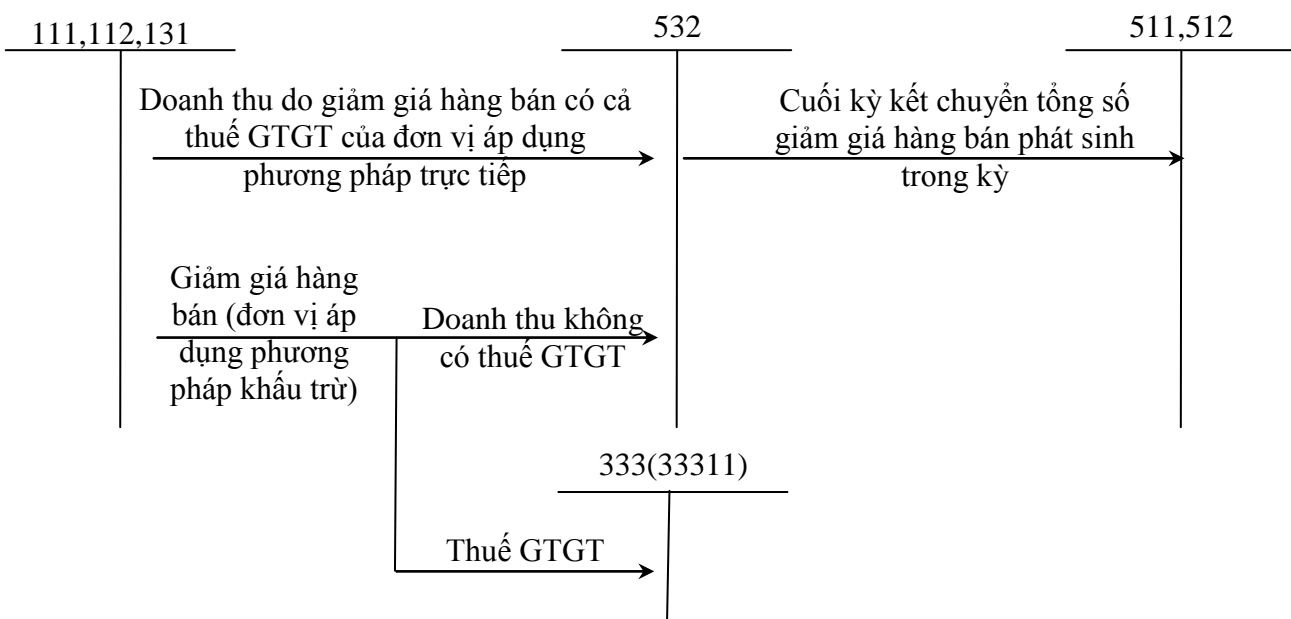 111,112,131
532
511,512
Doanh thu do giảm giá hàng bán có cả
thuế GTGT của đơn vị áp dụng
phương pháp trực tiếp
Cuối kỳ kết chuyển tổng số
giảm giá hàng bán phát sinh
trong kỳ
Giảm giá hàng
bán (đơn vị áp
dụng phương
pháp khấu trừ)
Doanh thu không
có thuế GTGT
333(33311)
Thuế GTGT